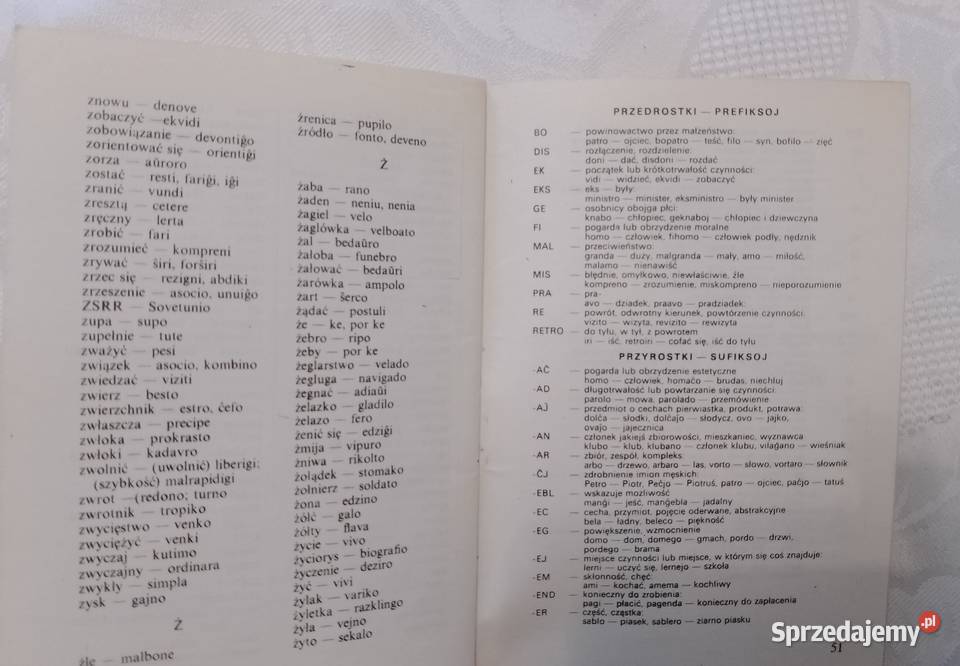 znowu — denove
zobaczyć — ekvidi
zobowiązanie — devontiĝo
zorientować się — orientiĝi
zorza — aŭroro
zostać — resti, fariĝi, iĝi
zranić — vundi
zresztą — cetere
zręczny — lerta
zrobić — fari
zrozumieć — kompreni
zrywać — ŝiri, forŝiri
zrzec się — rezigni, abdiki
zrzeszenie — asocio, unuiĝo
ZSRR — Sovetunio
zupa — supo
zupełnie — tute
zważyć — pesi
związek — asocio, kombino
zwiedzać — viziti
zwierz — besto
zwierzchnik — estro, ĉefo
zwłaszcza — precipe
zwłoka — prokrasto
zwłoki — kadavro
zwolnić — (uwolnić) liberigi;
(szybkość) malrapidigi
zwrot — (redono; turno
zwrotnik — tropiko
zwycięstwo — venko
zwyciężyć — venki
zwyczaj — kutimo
zwyczajny — ordinara
zwykły — simpla
zysk — gajno
Ź
źle — malbone
źrenica — pupilo
źródło — fonto, deveno
Ż
żaba — rano
żaden — neniu, nenia
żagiel — velo
żaglówka — velboato
żal — bedaŭro
żałoba — funebro
żałować — bedaŭri
żarówka — ampolo
żart — ŝerco
żądać — postuli
że — ke, por ke
żebro — ripo
żeby — por ke
żeglarstwo — velado
żegluga — navigado
żegnać — adiaŭi
żelazko — gladilo
żelazo — fero
żenić się — edziĝi
żmija — vipuro
żniwa — rikolto
żołądek — stomako
żołnierz — soldato
żona — edzino
żółć — galo
żółty — flava
życie — vivo
życiorys — biografio
życzenie — deziro
żyć — vivi
żylak — variko
żyletka — razklingo
żyła — vejno
żyto — sekalo
PRZEDROSTKI — PREFIKSOJ
BO — powinowactwo przez małżeństwo:
patro — ojciec, bopatro — teść, filo — syn, bofilo — zięć
DIS — rozłączenie, rozdzielenie:
doni — dać, disdoni — rozdać
EK — początek lub krótkotrwałość czynności:
vidi — widzieć, ekvidi — zobaczyć
EKS — eks — były:
ministro — minister, eksministro — były minister
GE — osobnicy obojga płci:
knabo — chłopiec, geknaboj — chłopiec i dziewczyna
FI — pogarda lub obrzydzenie moralne
homo — człowiek, fihomo — człowiek podły, nędznik
MAL — przeciwieństwo:
granda — duży, malgranda — mały, amo — miłość,
malamo — nienawiść
MIS — błędnie, omyłkowo, niewłaściwie, źle
kompreno — zrozumienie, miskompreno — nieporozumienie
PRA — pra-
avo — dziadek, praavo — pradziadek:
RE — powrót, odwrotny kierunek, powtórzenie czynności:
vizito — wizyta, revizito — rewizyta
RETRO — do tyłu, w tył, z powrotem
iri — iść, retroiri — cofać się, iść do tyłu
PRZYROSTKI — SUFIKSOJ
-AĈ — pogarda lub obrzydzenie estetyczne
homo — człowiek, homaĉo — brudas, niechluj
-AD — długotrwałość lub powtarzanie się czynności:
parolo — mowa, parolado — przemówienie
-AĴ — przedmiot o cechach pierwiastka, produkt, potrawa:
dolĉa — słodki, dolĉaĵo — słodycz, ovo — jajko,
ovaĵo — jajecznica
-AN — członek jakiejś zbiorowości, mieszkaniec, wyznawca
klubo — klub, klubano — członek klubu, vilaĝano — wieśniak
-AR — zbiór, zespół, kompleks:
arbo — drzewo, arbaro — las, vorto — słowo, vortaro — słownik
-ĈJ — zdrobnienie imion męskich:
Petro — Piotr, Peĉjo — Piotruś, patro — ojciec, paĉjo — tatuś
-EBL — wskazuje możliwość
manĝi — jeść, manĝebla — jadalny
-EC — cecha, przymiot, pojęcie oderwane, abstrakcyjne
bela — ładny, beleco — piękność
-EG — powiększenie, wzmocnienie
domo — dom, domego — gmach, pordo — drzwi,
pordego — brama
-EJ — miejsce czynności lub miejsce, w którym się coś znajduje:
lerni — uczyć się, lernejo — szkoła
-EM — skłonność, chęć:
ami — kochać, amema — kochliwy
-END — konieczny do zrobienia:
pagi — płacić, pagenda — konieczny do zapłacenia
-ER — część, cząstka:
sablo — piasek, sablero — ziarno piasku
51
Sprzedajemy.pl